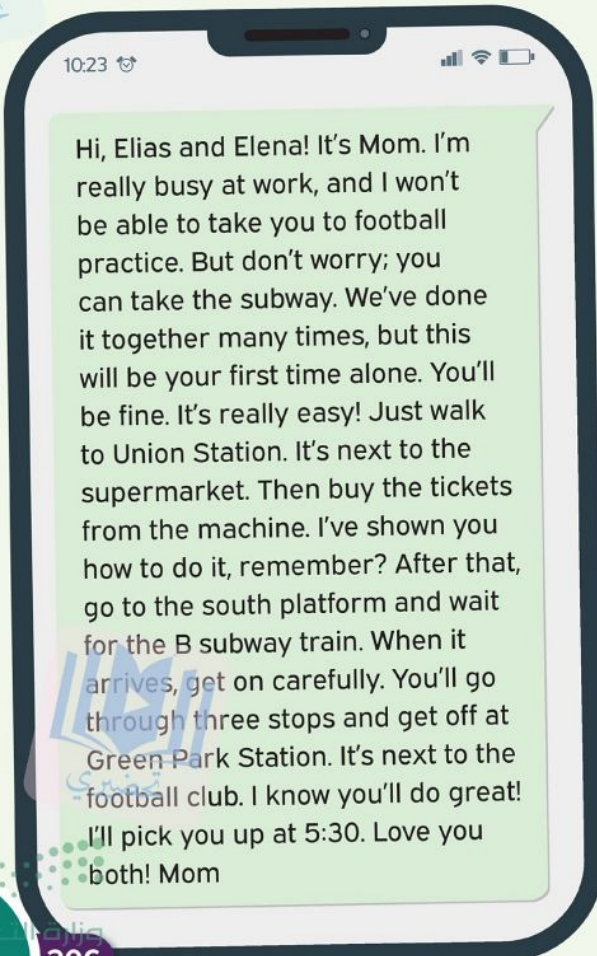 10:23
Hi, Elias and Elena! It's Mom. I'm
really busy at work, and I won't
be able to take you to football
practice. But don't worry; you
can take the subway. We've done
it together many times, but this
will be your first time alone. You'll
be fine. It's really easy! Just walk
to Union Station. It's next to the
supermarket. Then buy the tickets
from the machine. I've shown you
how to do it, remember? After that,
go to the south platform and wait
for the B subway train. When it
arrives, get on carefully. You'll go
through three stops and get off at
Green Park Station. It's next to the
football club. I know you'll do great!
I'll pick you up at 5:30. Love you
both! Mom
تحضيري